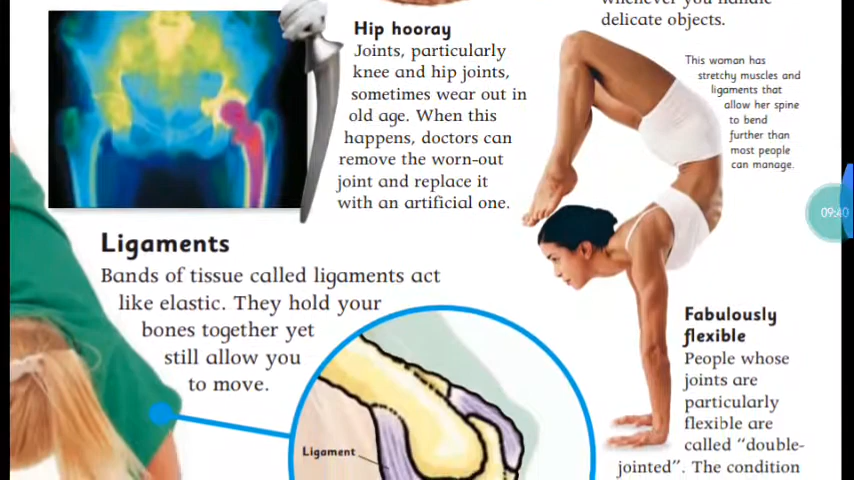 whenever you handle
delicate objects.
Hip hooray
Joints, particularly
knee and hip joints,
sometimes wear out in
old age. When this
happens, doctors can
remove the worn-out
joint and replace it
with an artificial one.
This woman has
stretchy muscles and
ligaments that
allow her spine
to bend
further than
most people
can manage.
09:40
Ligaments
Bands of tissue called ligaments act
like elastic. They hold your
bones together yet
still allow you
to move.
Ligament
Fabulously
flexible
People whose
joints are
particularly
flexible are
called “double-
jointed”. The condition